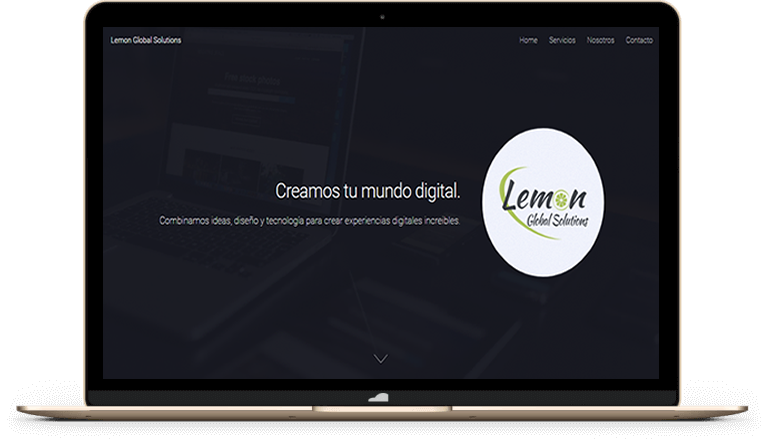 Lemon Global Solutions
Home Servicios Nosotros Contacto
Creamos tu mundo digital.
Combinamos ideas, diseño y tecnología para crear experiencias digitales increibles.
Lemon
Global Solutions